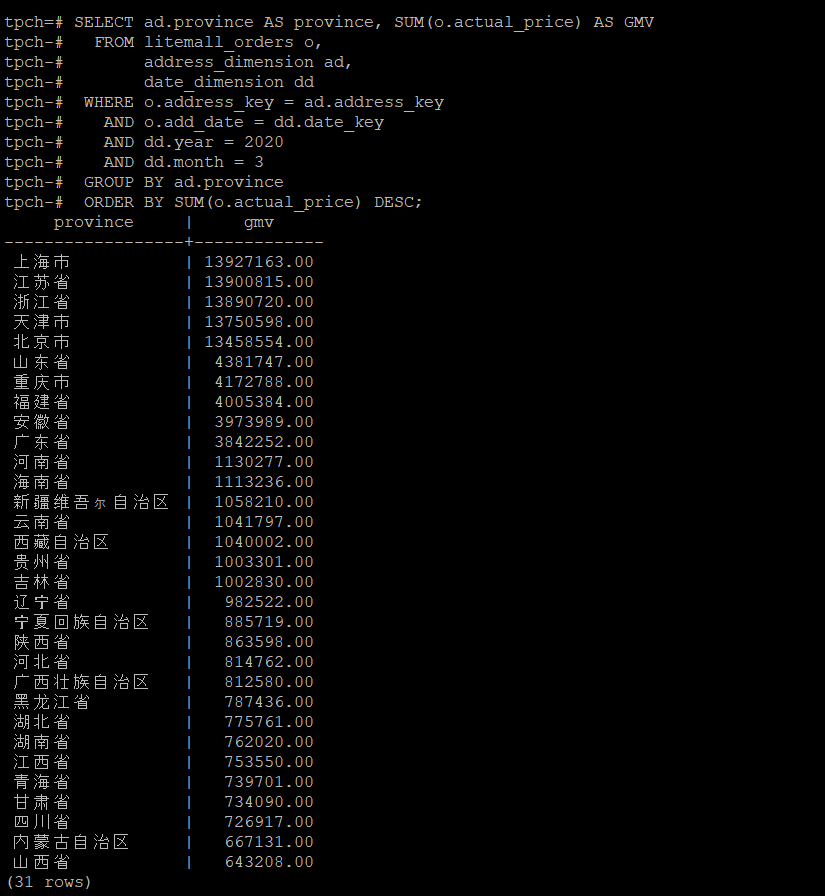 tpch=# SELECT ad.province AS province, SUM(o.actual_price) AS GMV
tpch-#   FROM litemall_orders o,
tpch-#        address_dimension ad,
tpch-#        date_dimension dd
tpch-#  WHERE o.address_key = ad.address_key
tpch-#    AND o.add_date = dd.date_key
tpch-#    AND dd.year = 2020
tpch-#    AND dd.month = 3
tpch-#  GROUP BY ad.province
tpch-#  ORDER BY SUM(o.actual_price) DESC;
     province     |     gmv
------------------+-------------
 上海市            | 13927163.00
 江苏省            | 13900815.00
 浙江省            | 13890720.00
 天津市            | 13750598.00
 北京市            | 13458554.00
 山东省            |  4381747.00
 重庆市            |  4172788.00
 福建省            |  4005384.00
 安徽省            |  3973989.00
 广东省            |  3842252.00
 河南省            |  1130277.00
 海南省            |  1113236.00
 新疆维吾尔自治区  |  1058210.00
 云南省            |  1041797.00
 西藏自治区        |  1040002.00
 贵州省            |  1003301.00
 吉林省            |  1002830.00
 辽宁省            |   982522.00
 宁夏回族自治区    |   885719.00
 陕西省            |   863598.00
 河北省            |   814762.00
 广西壮族自治区    |   812580.00
 黑龙江省          |   787436.00
 湖北省            |   775761.00
 湖南省            |   762020.00
 江西省            |   753550.00
 青海省            |   739701.00
 甘肃省            |   734090.00
 四川省            |   726917.00
 内蒙古自治区      |   667131.00
 山西省            |   643208.00
(31 rows)